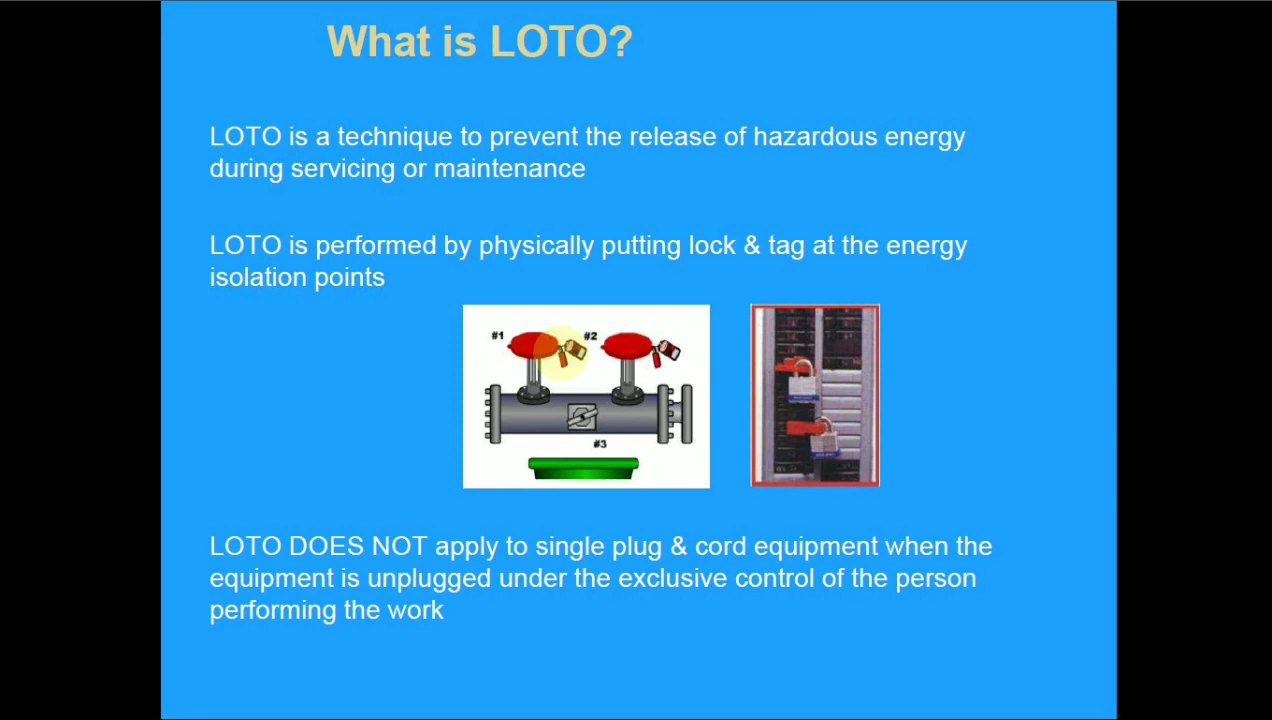 What is LOTO?
LOTO is a technique to prevent the release of hazardous energy
during servicing or maintenance
LOTO is performed by physically putting lock & tag at the energy
isolation points
#1
#2
#3
LOTO DOES NOT apply to single plug & cord equipment when the
equipment is unplugged under the exclusive control of the person
performing the work